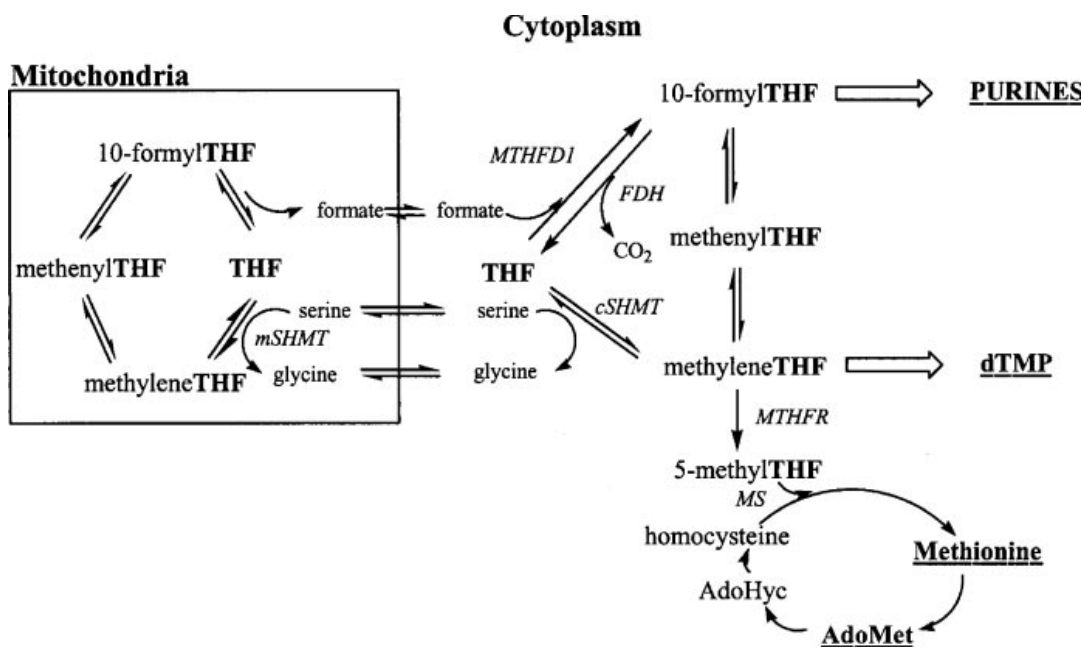 Cytoplasm
Mitochondria
10-formylTHF
PURINES
10-formylTHF
MTHFD1
FDH
formate
formate
CO2
methenylTHF
methenylTHF
THF
THF
serine
serine
cSHMT
mSHMT
methyleneTHF
glycine
glycine
methyleneTHF
dTMP
MTHFR
5-methylTHF
MS
homocysteine
Methionine
AdoHyc
AdoMet